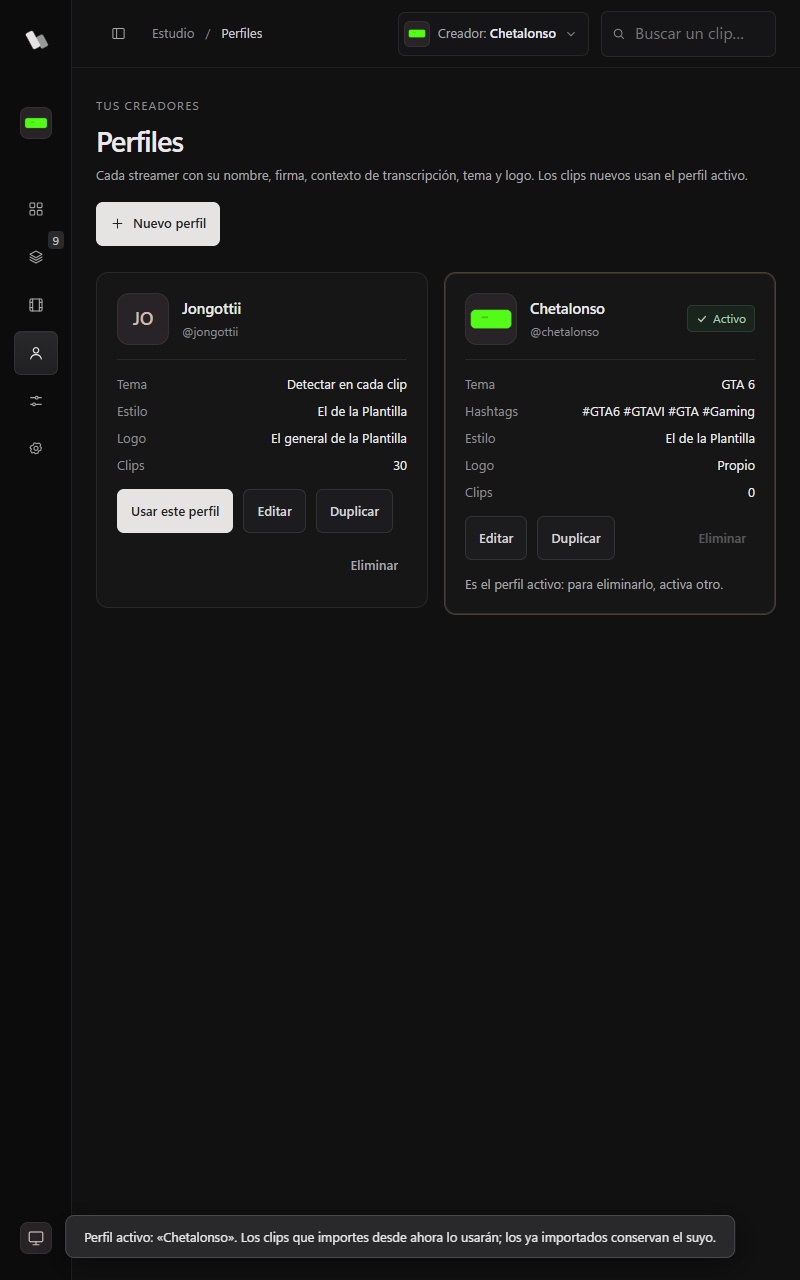 Estudio / Perfiles
Creador: Chetalonso
Buscar un clip...
9
TUS CREADORES
Perfiles
Cada streamer con su nombre, firma, contexto de transcripción, tema y logo. Los clips nuevos usan el perfil activo.
+ Nuevo perfil
JO
Jongottii
@jongottii
Tema Detectar en cada clip
Estilo El de la Plantilla
Logo El general de la Plantilla
Clips 30
Usar este perfil Editar Duplicar
Eliminar
Chetalonso
@chetalonso
Activo
Tema GTA 6
Hashtags #GTA6 #GTAVI #GTA #Gaming
Estilo El de la Plantilla
Logo Propio
Clips 0
Editar Duplicar Eliminar
Es el perfil activo: para eliminarlo, activa otro.
Perfil activo: «Chetalonso». Los clips que importes desde ahora lo usarán; los ya importados conservan el suyo.